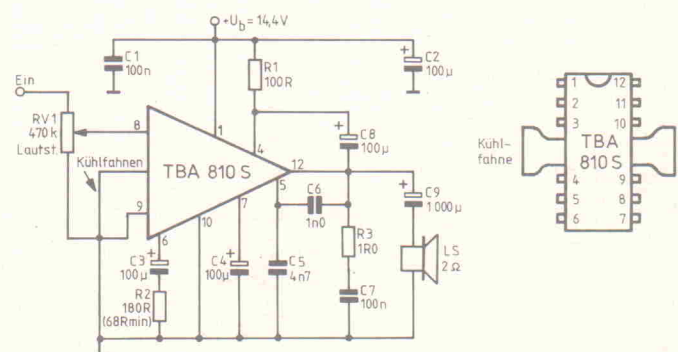 +Ub = 14,4V
C1
100n
R1
100R
+
C2
100µ
Ein
RV1
470k
Lautst.
Kühlfahnen
8
1
4
+
C8
100µ
TBA 810 S
12
5
9
6
10
7
C6
1n0
+
C9
1000µ
R3
1R0
LS
2Ω
+
C3
100µ
R2
180R
(68Rmin)
+
C4
100µ
C5
4n7
C7
100n
1 12
2 11
3 10
Kühl-
fahne
TBA
810 S
4 9
5 8
6 7